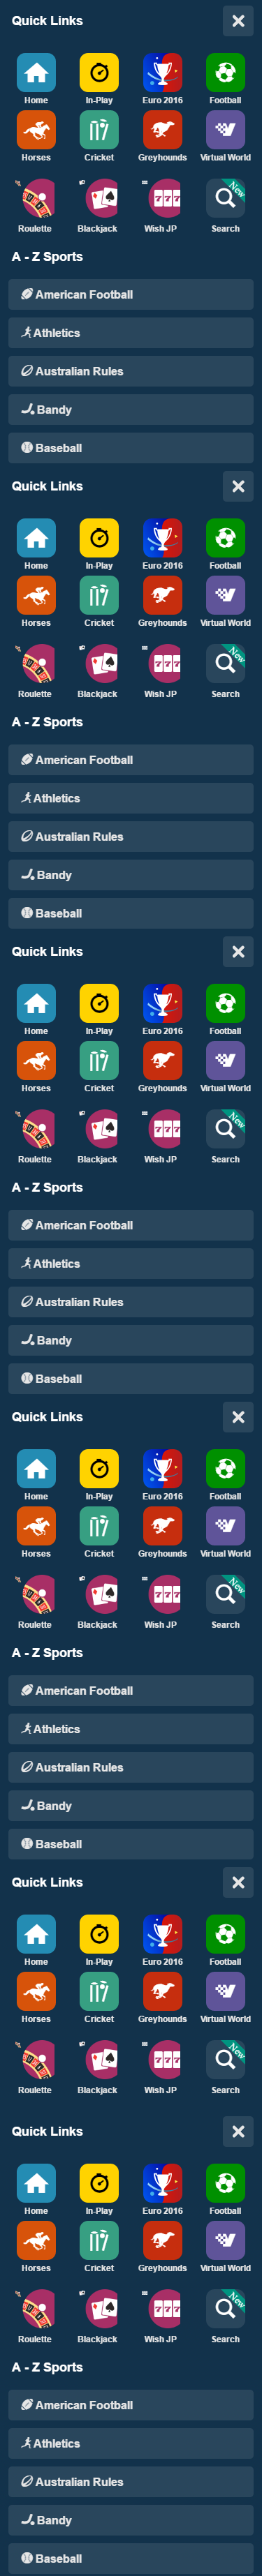 Quick Links
Home In-Play Euro 2016 Football
Horses Cricket Greyhounds Virtual World
New
Roulette Blackjack Wish JP Search
A - Z Sports
American Football
Athletics
Australian Rules
Bandy
Baseball
Quick Links
Home In-Play Euro 2016 Football
Horses Cricket Greyhounds Virtual World
New
Roulette Blackjack Wish JP Search
A - Z Sports
American Football
Athletics
Australian Rules
Bandy
Baseball
Quick Links
Home In-Play Euro 2016 Football
Horses Cricket Greyhounds Virtual World
New
Roulette Blackjack Wish JP Search
A - Z Sports
American Football
Athletics
Australian Rules
Bandy
Baseball
Quick Links
Home In-Play Euro 2016 Football
Horses Cricket Greyhounds Virtual World
New
Roulette Blackjack Wish JP Search
A - Z Sports
American Football
Athletics
Australian Rules
Bandy
Baseball
Quick Links
Home In-Play Euro 2016 Football
Horses Cricket Greyhounds Virtual World
New
Roulette Blackjack Wish JP Search
Quick Links
Home In-Play Euro 2016 Football
Horses Cricket Greyhounds Virtual World
New
Roulette Blackjack Wish JP Search
A - Z Sports
American Football
Athletics
Australian Rules
Bandy
Baseball